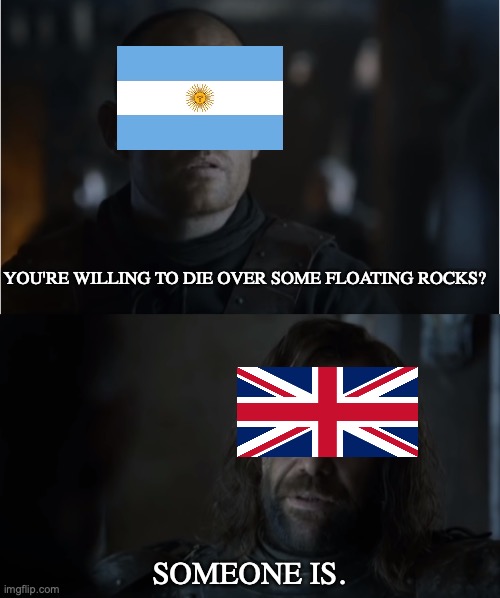 YOU'RE WILLING TO DIE OVER SOME FLOATING ROCKS?
SOMEONE IS.
imgflip.com